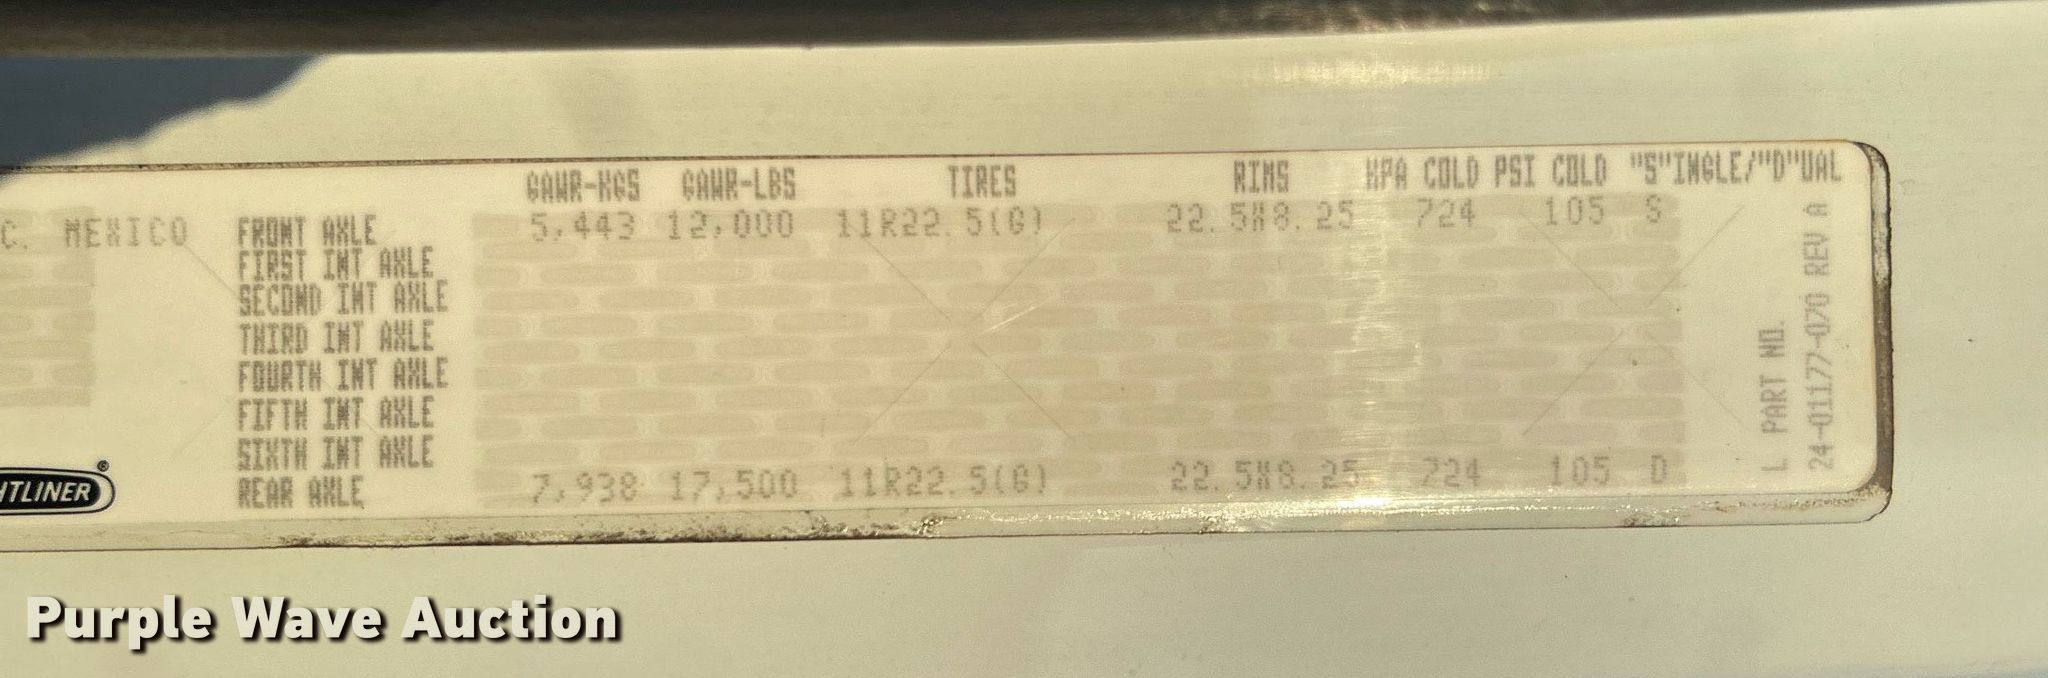 GAWR-KGS GAWR-LBS TIRES RIMS KPA COLD PSI COLD "S"INGLE/"D"UAL
C. MEXICO FRONT AXLE 5,443 12,000 11R22.5(G) 22.5X8.25 724 105 S
FIRST INT AXLE
SECOND INT AXLE
THIRD INT AXLE
FOURTH INT AXLE
FIFTH INT AXLE
SIXTH INT AXLE
REAR AXLE 7,938 17,500 11R22.5(G) 22.5X8.25 724 105 D
HTLINER®
L PART NO.
24-01177-070 REV A
Purple Wave Auction